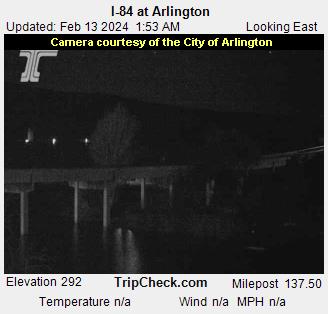 I-84 at Arlington
Updated: Feb 13 2024 1:53 AM Looking East
Camera courtesy of the City of Arlington
Elevation 292 TripCheck.com Milepost 137.50
Temperature n/a Wind n/a MPH n/a